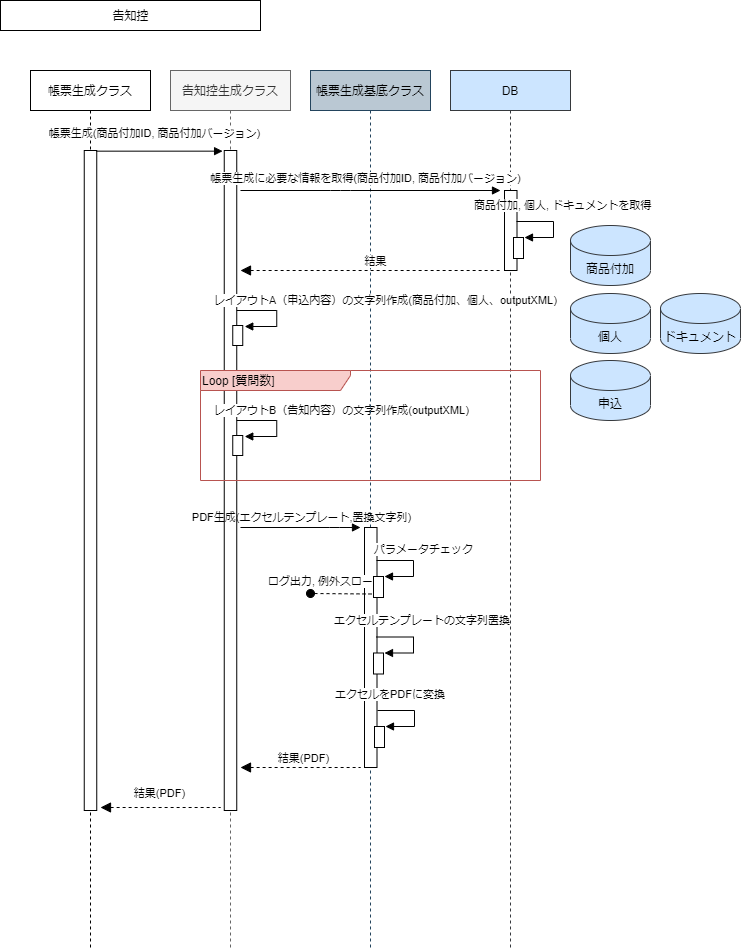 告知控
帳票生成クラス
告知控生成クラス
帳票生成基底クラス
DB
帳票生成(商品付加ID, 商品付加バージョン)
帳票生成に必要な情報を取得(商品付加ID, 商品付加バージョン)
商品付加, 個人, ドキュメントを取得
結果
商品付加
レイアウトA（申込内容）の文字列作成(商品付加、個人、outputXML)
個人
ドキュメント
Loop [質問数]
申込
レイアウトB（告知内容）の文字列作成(outputXML)
PDF生成(エクセルテンプレート,置換文字列)
パラメータチェック
ログ出力, 例外スロー
エクセルテンプレートの文字列置換
エクセルをPDFに変換
結果(PDF)
結果(PDF)